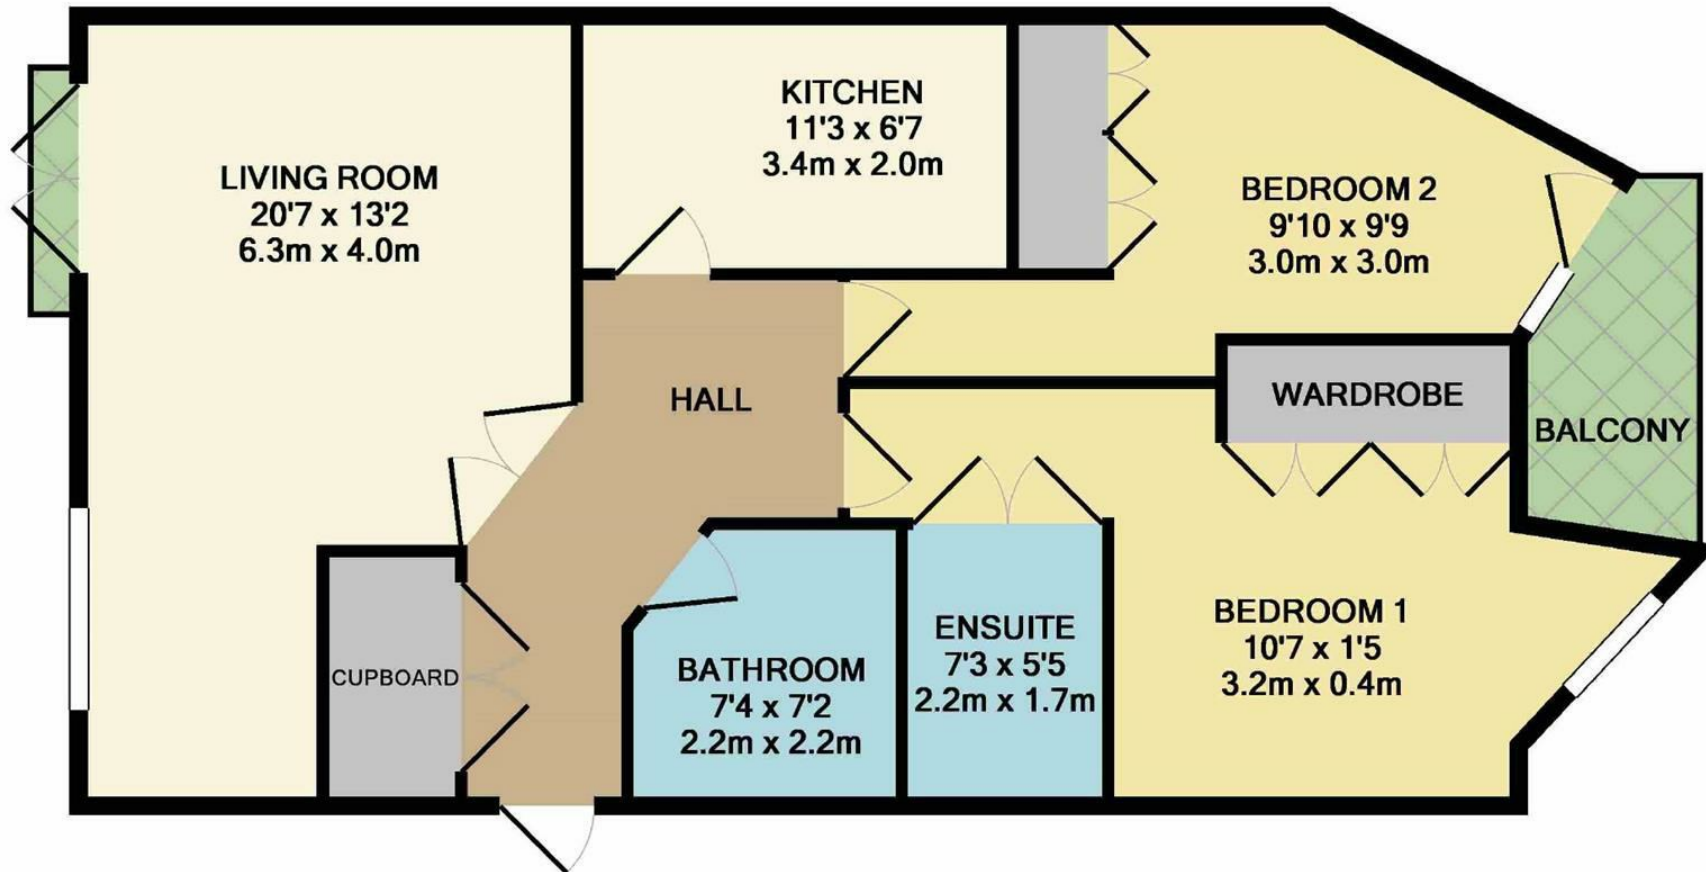 LIVING ROOM
20'7 x 13'2
6.3m x 4.0m
KITCHEN
11'3 x 6'7
3.4m x 2.0m
BEDROOM 2
9'10 x 9'9
3.0m x 3.0m
HALL
WARDROBE
BALCONY
CUPBOARD
BATHROOM
7'4 x 7'2
2.2m x 2.2m
ENSUITE
7'3 x 5'5
2.2m x 1.7m
BEDROOM 1
10'7 x 1'5
3.2m x 0.4m